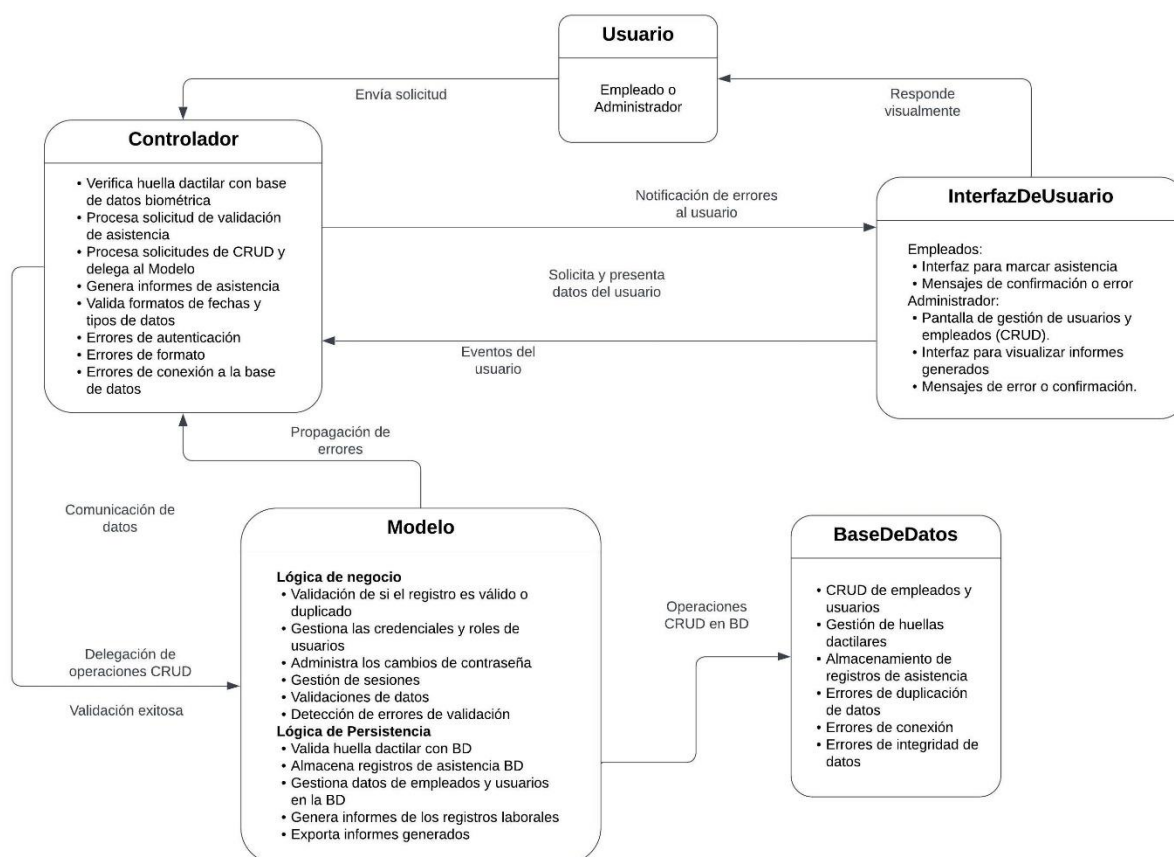 Usuario
Empleado o
Administrador
Envía solicitud
Responde
visualmente
Controlador
• Verifica huella dactilar con base
de datos biométrica
• Procesa solicitud de validación
de asistencia
• Procesa solicitudes de CRUD y
delega al Modelo
• Genera informes de asistencia
• Valida formatos de fechas y
tipos de datos
• Errores de autenticación
• Errores de formato
• Errores de conexión a la base
de datos
Notificación de errores
al usuario
Solicita y presenta
datos del usuario
Eventos del
usuario
InterfazDeUsuario
Empleados:
• Interfaz para marcar asistencia
• Mensajes de confirmación o error
Administrador:
• Pantalla de gestión de usuarios y
empleados (CRUD).
• Interfaz para visualizar informes
generados
• Mensajes de error o confirmación.
Propagación de
errores
Comunicación de
datos
Delegación de
operaciones CRUD
Validación exitosa
Modelo
Lógica de negocio
• Validación de si el registro es válido o
duplicado
• Gestiona las credenciales y roles de
usuarios
• Administra los cambios de contraseña
• Gestión de sesiones
• Validaciones de datos
• Detección de errores de validación
Lógica de Persistencia
• Valida huella dactilar con BD
• Almacena registros de asistencia BD
• Gestiona datos de empleados y usuarios
en la BD
• Genera informes de los registros laborales
• Exporta informes generados
Operaciones
CRUD en BD
BaseDeDatos
• CRUD de empleados y
usuarios
• Gestión de huellas
dactilares
• Almacenamiento de
registros de asistencia
• Errores de duplicación
de datos
• Errores de conexión
• Errores de integridad de
datos